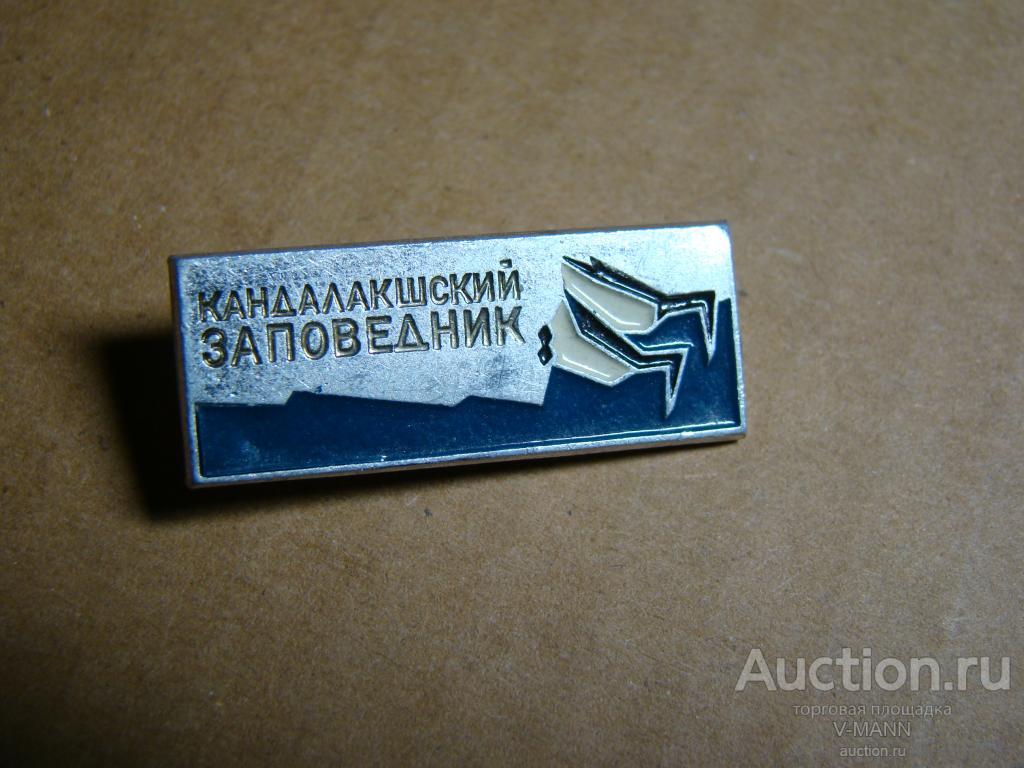 КАНДАЛАКШСКИЙ
ЗАПОВЕДНИК
Auction.ru
торговая площадка
V-MANN
auction.ru